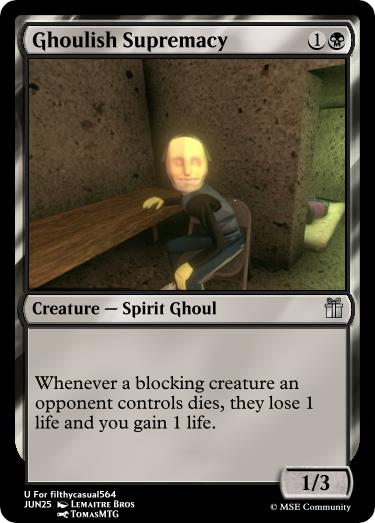 Ghoulish Supremacy 1
Creature — Spirit Ghoul
Whenever a blocking creature an
opponent controls dies, they lose 1
life and you gain 1 life.
1/3
U For filthycasual564
JUN25 Lemaitre Bros
TomasMTG
© MSE Community